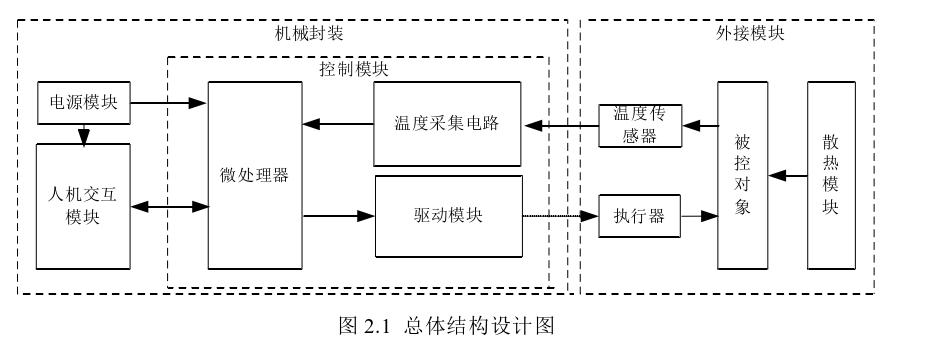 机械封装
外接模块
控制模块
电源模块
温度采集电路
温度传
感器
微处理器
被
控
对
象
散
热
模
块
人机交互
模块
驱动模块
执行器
图 2.1 总体结构设计图